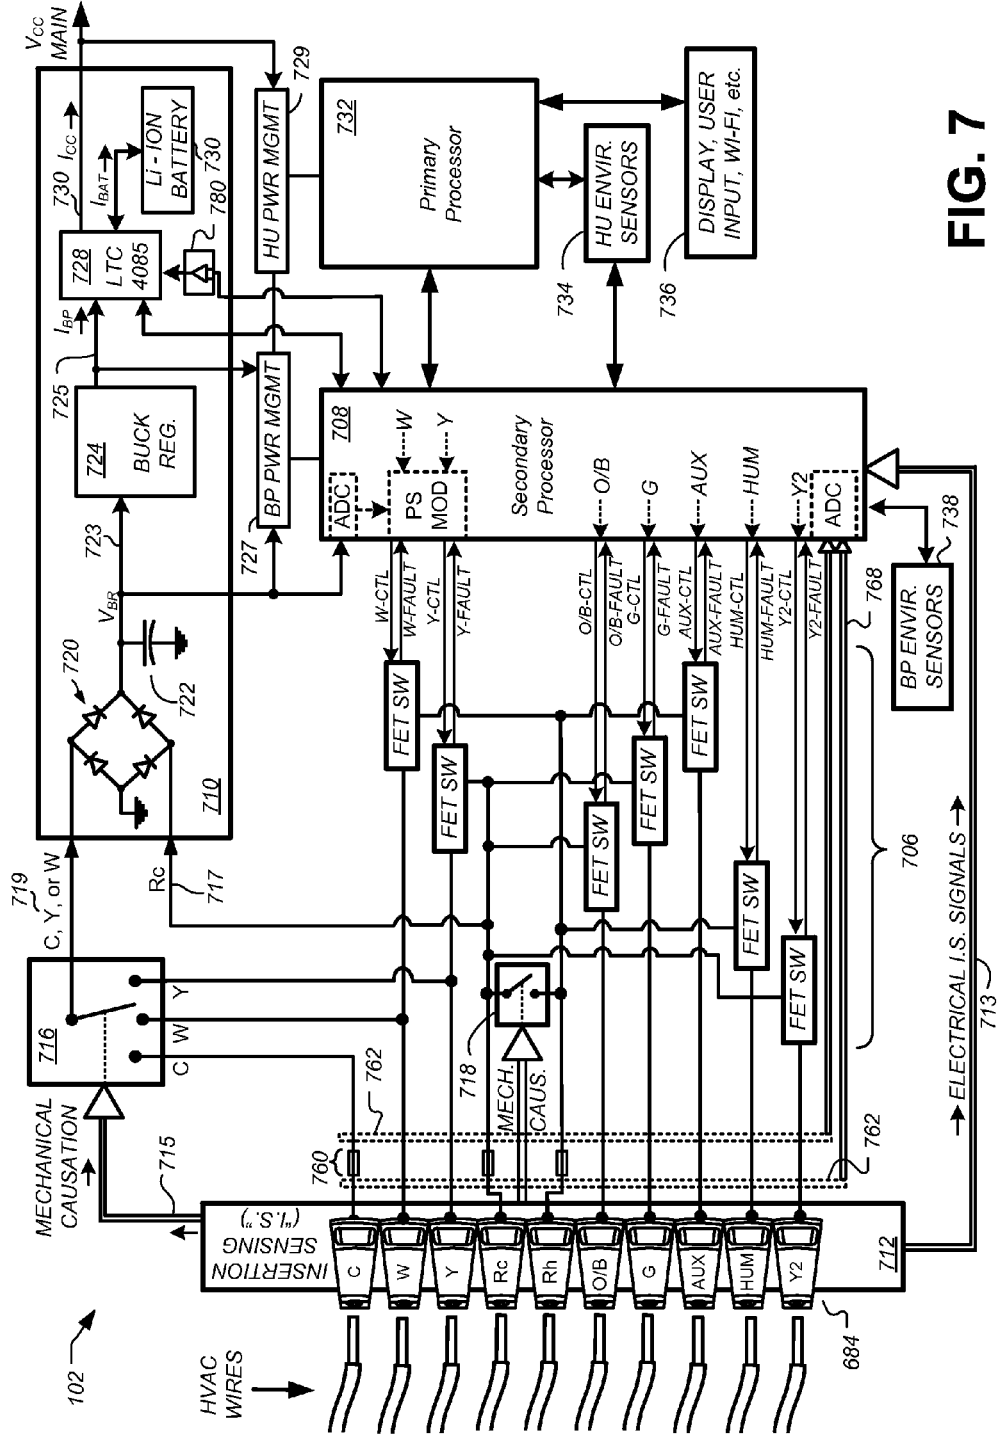 V_CC
MAIN
I_CC
730
I_BAT
Li - ION
BATTERY
730
780
728
LTC
4085
I_BP
725
724
BUCK
REG.
723
V_BR
720
722
710
C, Y, or W
719
Rc
717
716
Y
W
C
MECHANICAL
CAUSATION
715
762
760
718
MECH.
CAUS.
762
729
HU PWR MGMT
727
BP PWR MGMT
732
Primary
Processor
734
HU ENVIR.
SENSORS
736
DISPLAY, USER
INPUT, WI-FI, etc.
708
Secondary
Processor
ADC
PS
MOD
W
Y
O/B
G
AUX
HUM
Y2
ADC
W-CTL
W-FAULT
Y-CTL
Y-FAULT
O/B-CTL
O/B-FAULT
G-CTL
G-FAULT
AUX-CTL
AUX-FAULT
HUM-CTL
HUM-FAULT
Y2-CTL
Y2-FAULT
768
738
BP ENVIR.
SENSORS
FET SW
FET SW
FET SW
FET SW
FET SW
FET SW
FET SW
706
ELECTRICAL I.S. SIGNALS
713
INSERTION
SENSING
("I.S.")
712
C
W
Y
Rc
Rh
O/B
G
AUX
HUM
Y2
684
102
HVAC
WIRES
FIG. 7